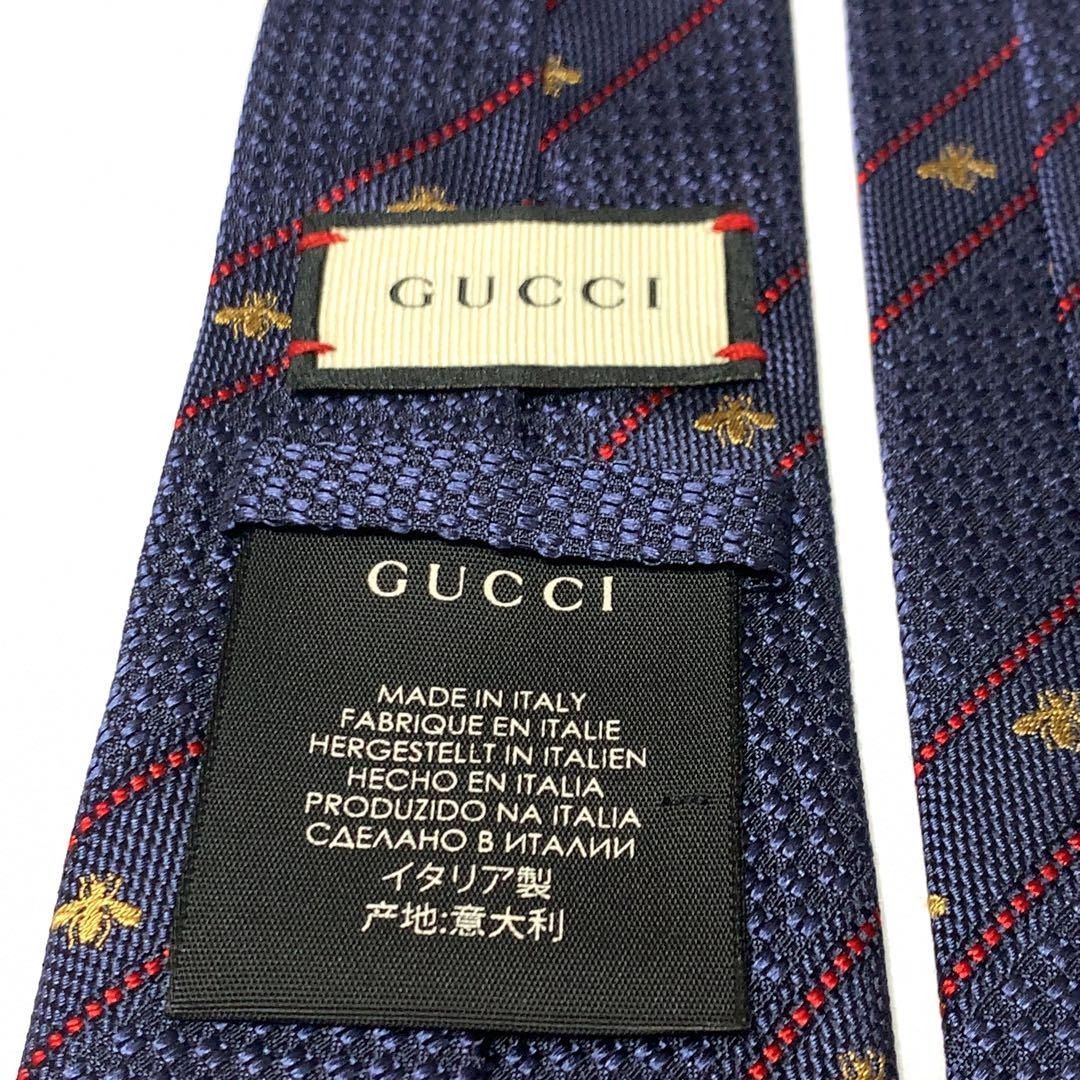 GUCCI
GUCCI
MADE IN ITALY
FABRIQUE EN ITALIE
HERGESTELLT IN ITALIEN
HECHO EN ITALIA
PRODUZIDO NA ITALIA
СДЕЛАНО В ИТАЛИИ
イタリア製
产地:意大利